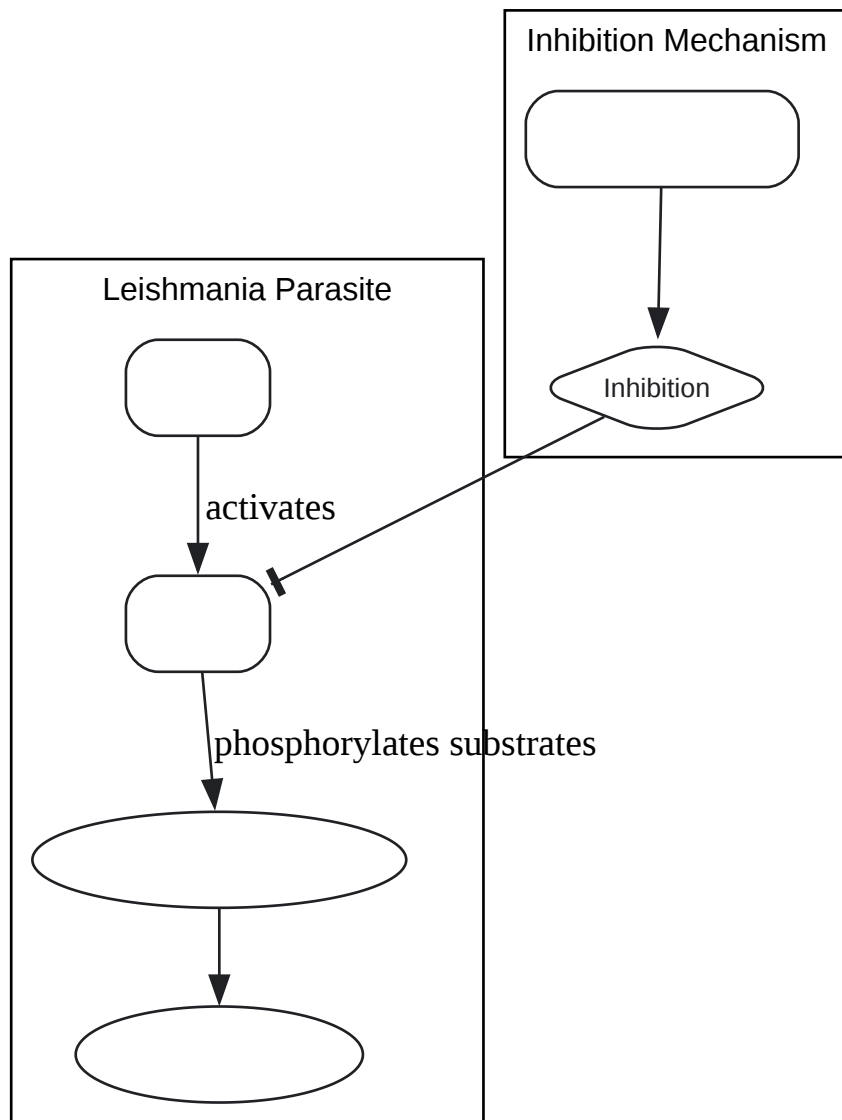 Inhibition Mechanism
Leishmania Parasite
Inhibition
activates
phosphorylates substrates